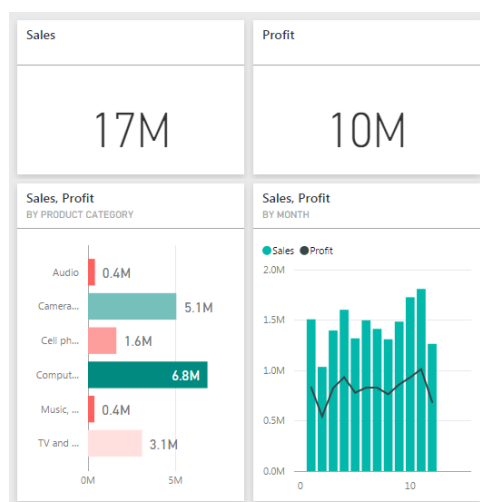 Sales
17M
Profit
10M
Sales, Profit
BY PRODUCT CATEGORY
Audio 0.4M
Camera... 5.1M
Cell ph... 1.6M
Comput... 6.8M
Music, ... 0.4M
TV and ... 3.1M
0M 5M
Sales, Profit
BY MONTH
Sales Profit
2.0M
1.5M
1.0M
0.5M
0.0M
0 10